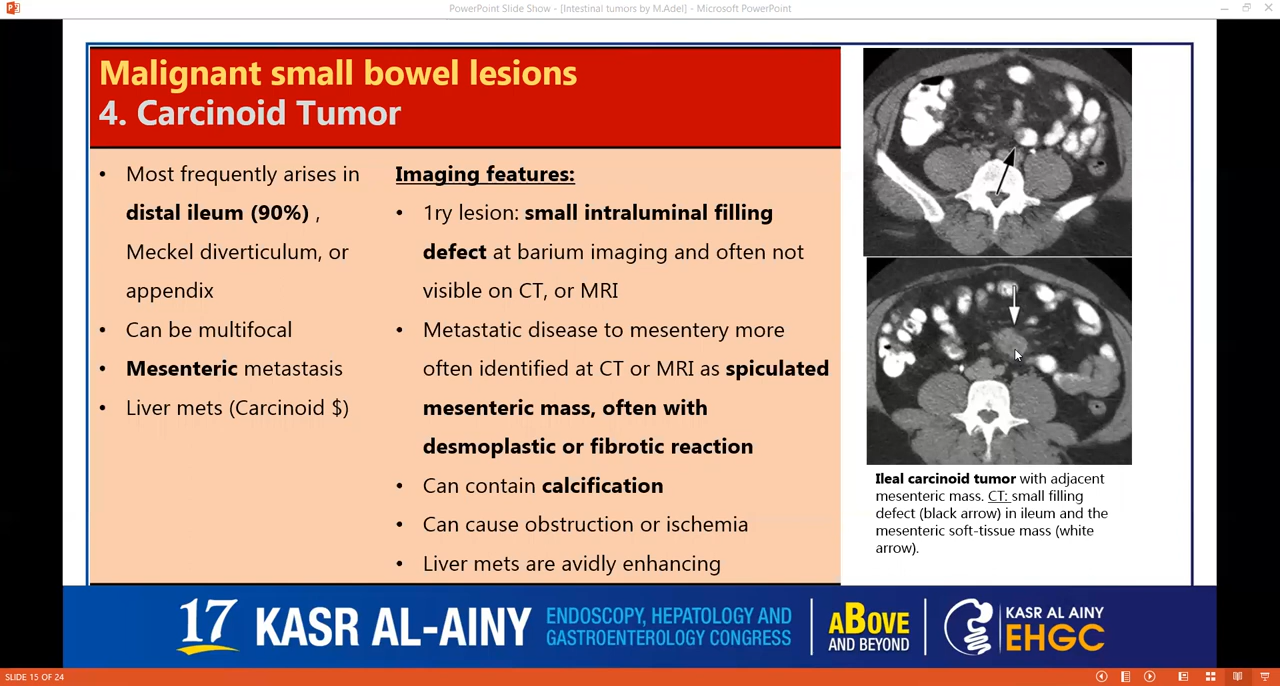 PowerPoint Slide Show - [Intestinal tumors by M.Adel] - Microsoft PowerPoint
Malignant small bowel lesions
4. Carcinoid Tumor
• Most frequently arises in
distal ileum (90%) ,
Meckel diverticulum, or
appendix
• Can be multifocal
• Mesenteric metastasis
• Liver mets (Carcinoid $)
Imaging features:
• 1ry lesion: small intraluminal filling
defect at barium imaging and often not
visible on CT, or MRI
• Metastatic disease to mesentery more
often identified at CT or MRI as spiculated
mesenteric mass, often with
desmoplastic or fibrotic reaction
• Can contain calcification
• Can cause obstruction or ischemia
• Liver mets are avidly enhancing
Ileal carcinoid tumor with adjacent
mesenteric mass. CT: small filling
defect (black arrow) in ileum and the
mesenteric soft-tissue mass (white
arrow).
17 KASR AL-AINY
ENDOSCOPY, HEPATOLOGY AND
GASTROENTEROLOGY CONGRESS
ABOVE
AND BEYOND
KASR AL AINY
EHGC
SLIDE 15 OF 24